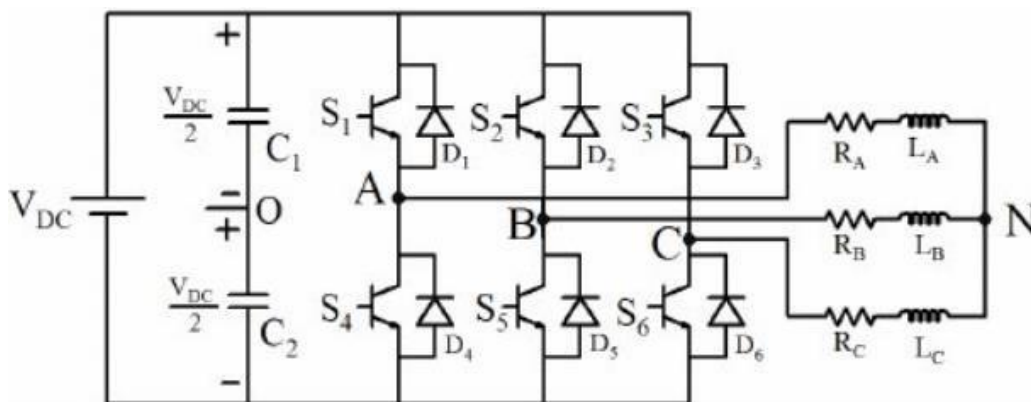 +
V_DC
2
C₁
-
V_DC
O
+
V_DC
2
C₂
-
S₁
D₁
S₂
D₂
S₃
D₃
A
B
C
S₄
D₄
S₅
D₅
S₆
D₆
R_A
L_A
R_B
L_B
N
R_C
L_C